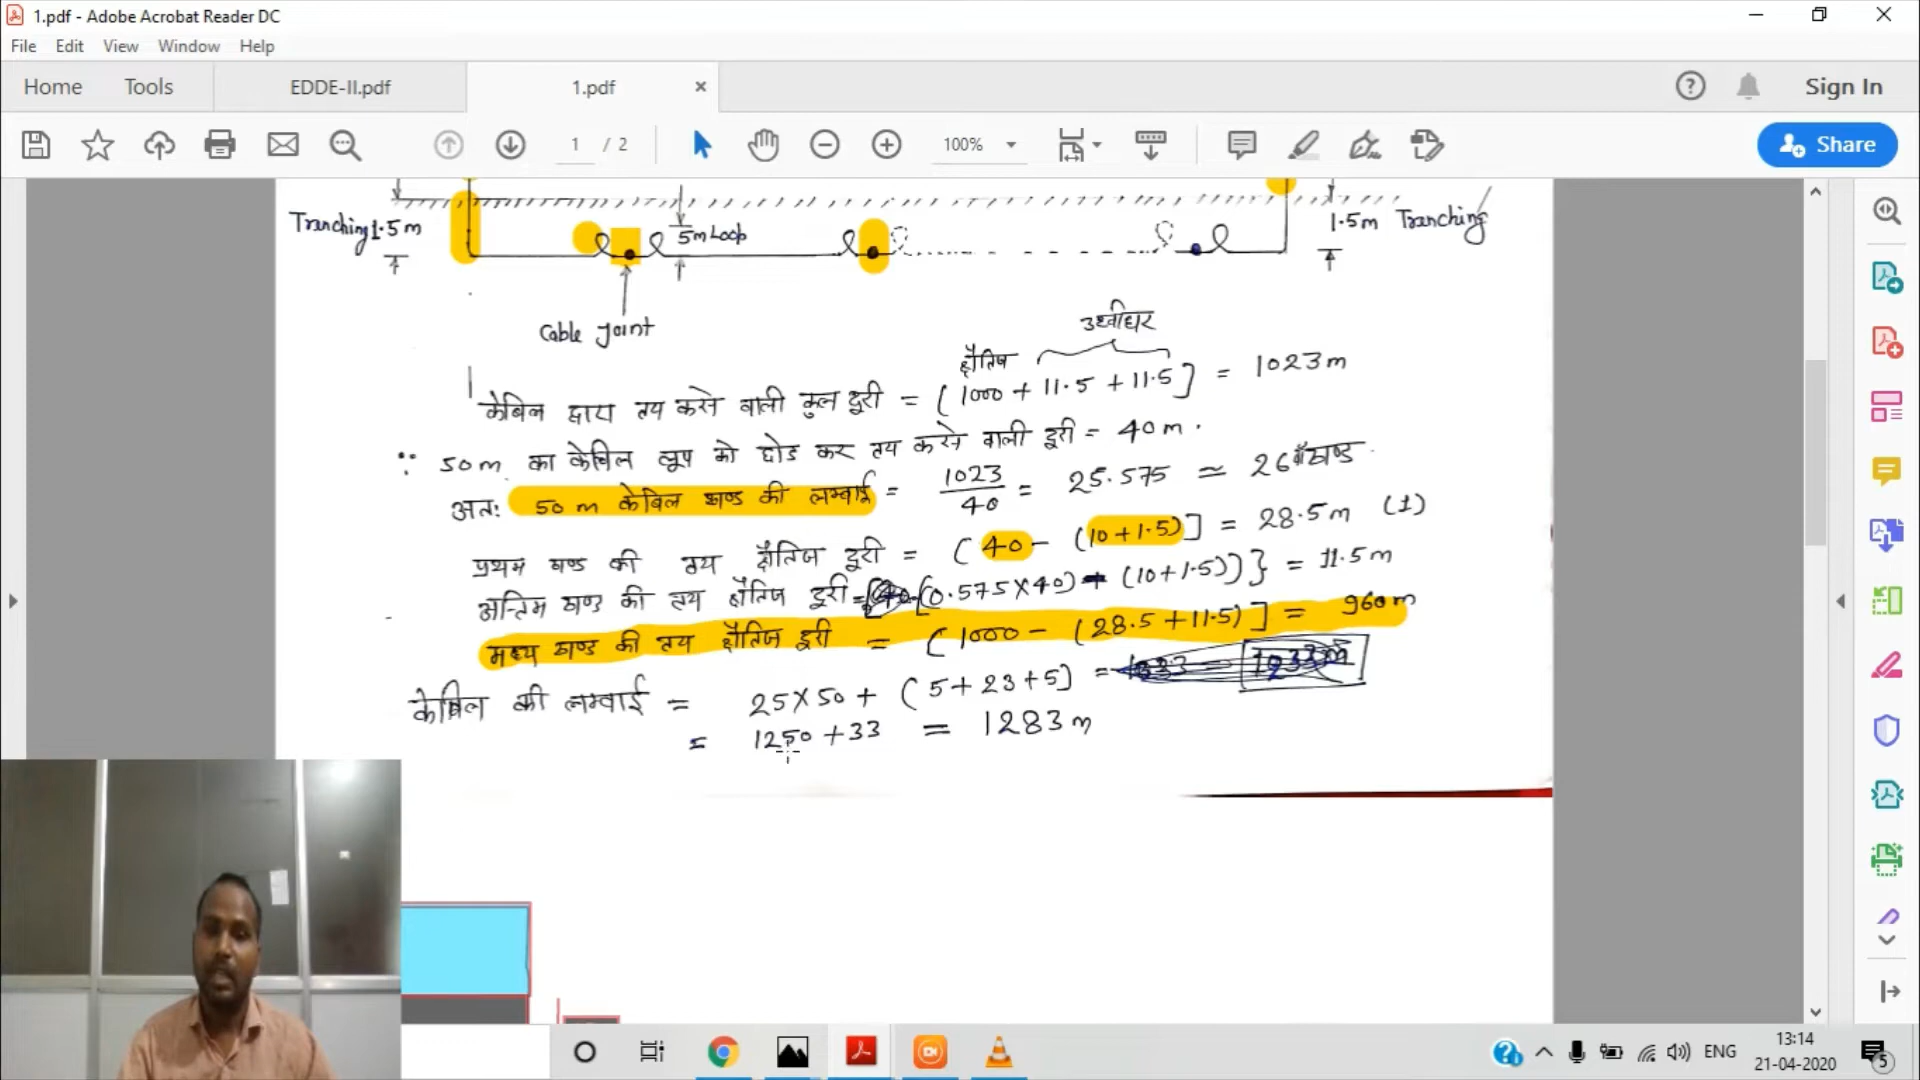 1.pdf - Adobe Acrobat Reader DC
File Edit View Window Help
Home Tools EDDE-II.pdf 1.pdf × Sign In
1 / 2 100% Share
Trenching 1.5 m 5m Loop 1.5m Trenching
Cable Joint
उर्ध्वाधर
क्षैतिज
केबिल द्वारा तय करने वाली कुल दूरी = (1000 + 11.5 + 11.5] = 1023m
∵ 50m का केबिल लूप को छोड कर तय करने वाली दूरी = 40m.
अतः 50 m केबिल खण्ड की लम्बाई = 1023/40 = 25.575 ≃ 26 खण्ड
प्रथम खण्ड की तय क्षैतिज दूरी = (40 - (10 + 1.5)] = 28.5m (1)
अन्तिम खण्ड की तय क्षैतिज दूरी = [(0.575×40) - (10+1.5))} = 11.5m
मध्य खण्ड की तय क्षैतिज दूरी = (1000 - (28.5 + 11.5)] = 960m
केबिल की लम्बाई = 25×50 + (5+23+5] =
= 1250 + 33 = 1283 m
ENG
13:14
21-04-2020
5